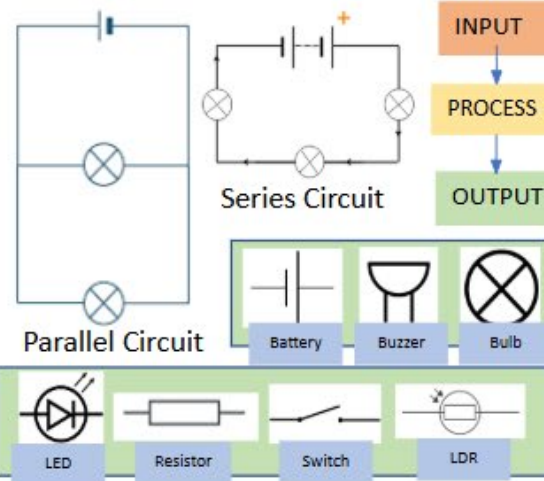 +
INPUT
PROCESS
OUTPUT
Series Circuit
Parallel Circuit
Battery
Buzzer
Bulb
LED
Resistor
Switch
LDR